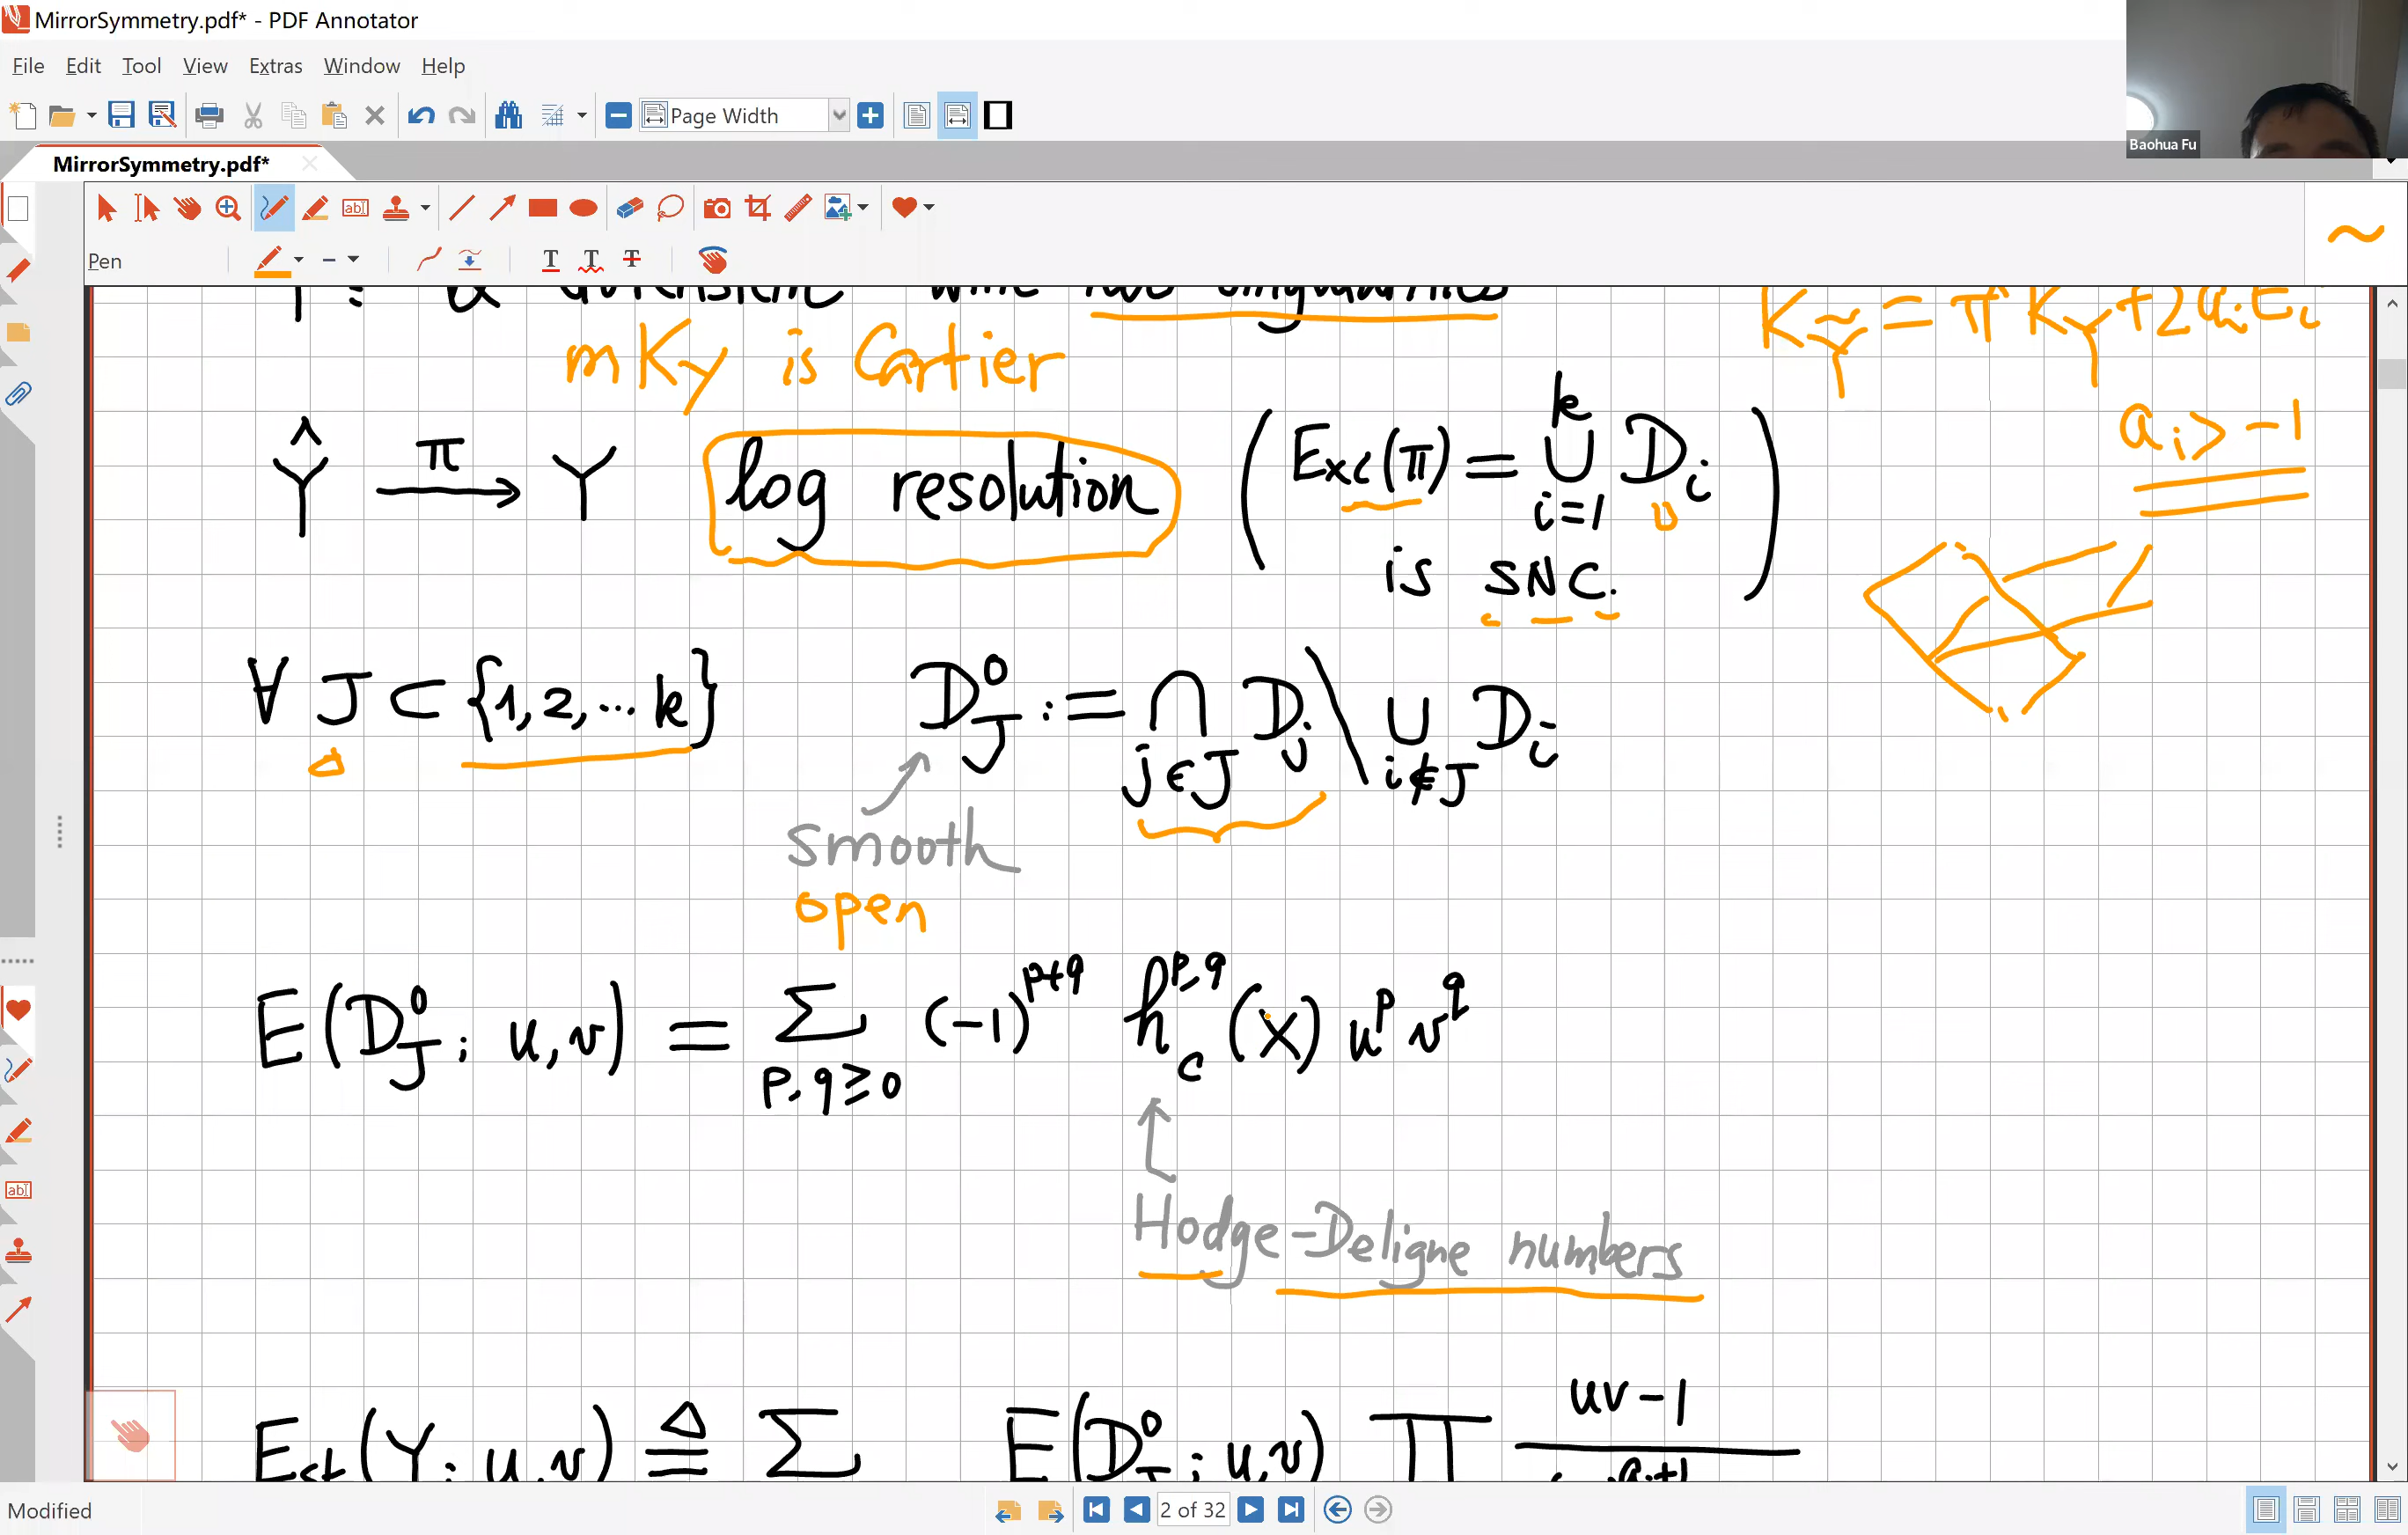 MirrorSymmetry.pdf* - PDF Annotator
File Edit Tool View Extras Window Help
Page Width
Baohua Fu
MirrorSymmetry.pdf*
Pen
K_Ỹ = π* K_Y + Σ a_i E_i
mK_Y is Cartier
a_i > -1
Ŷ —π→ Y log resolution ( Exc(π) = ⋃_{i=1}^{k} D_i
is SNC. )
∀ J ⊂ {1,2,⋯ k} D_J^0 := ⋂_{j∈J} D_j \ ⋃_{i∉J} D_i
smooth
open
E(D_J^0; u,v) = Σ_{p,q≥0} (-1)^{p+q} h_c^{p,q} (X) u^p v^q
Hodge-Deligne numbers
E_st(Y; u,v) ≜ Σ E(D_J^0; u,v) ∏ uv-1
Modified
2 of 32